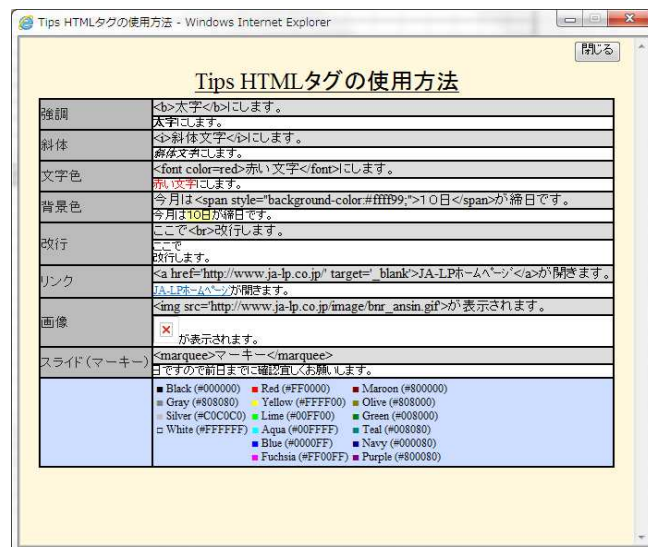 Tips HTMLタグの使用方法 - Windows Internet Explorer
閉じる
Tips HTMLタグの使用方法
強調
<b>太字</b>にします。
太字にします。
斜体
<i>斜体文字</i>にします。
斜体文字にします。
文字色
<font color=red>赤い文字</font>にします。
赤い文字にします。
背景色
今月は<span style="background-color:#ffff99;">10日</span>が締日です。
今月は10日が締日です。
改行
ここで<br>改行します。
ここで
改行します。
リンク
<a href='http://www.ja-lp.co.jp/' target='_blank'>JA-LPホームページ</a>が開きます。
JA-LPホームページが開きます。
画像
<img src='http://www.ja-lp.co.jp/image/bnr_ansin.gif'>が表示されます。
が表示されます。
スライド(マーキー)
<marquee>マーキー</marquee>
日ですので前日までに確認宜しくお願いします。
Black (#000000) Red (#FF0000) Maroon (#800000)
Gray (#808080) Yellow (#FFFF00) Olive (#808000)
Silver (#C0C0C0) Lime (#00FF00) Green (#008000)
White (#FFFFFF) Aqua (#00FFFF) Teal (#008080)
Blue (#0000FF) Navy (#000080)
Fuchsia (#FF00FF) Purple (#800080)